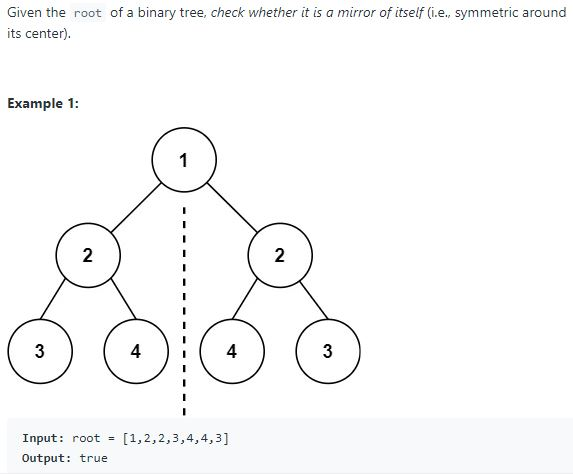 Given the root of a binary tree, check whether it is a mirror of itself (i.e., symmetric around
its center).
Example 1:
1
2 2
3 4 4 3
Input: root = [1,2,2,3,4,4,3]
Output: true